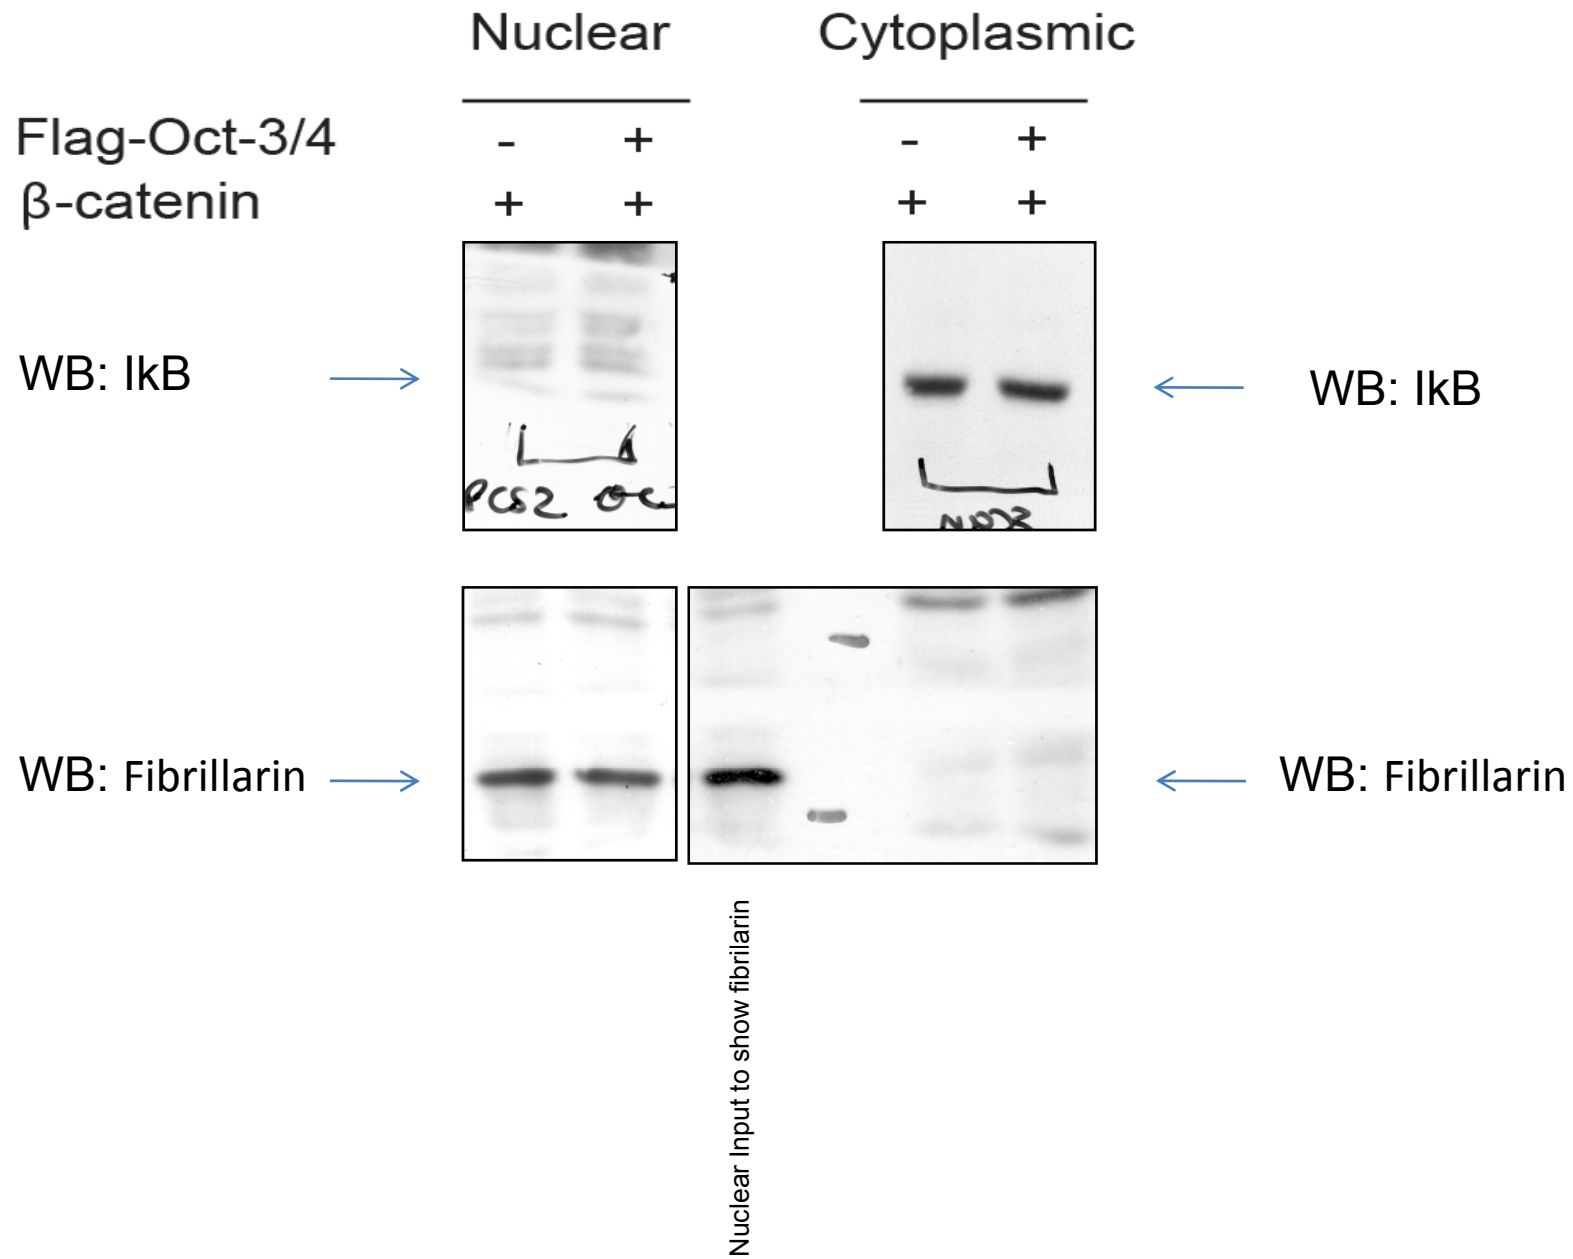 Nuclear Cytoplasmic
Flag-Oct-3/4 - + - +
β-catenin + + + +
WB: IkB
WB: IkB
PCS2
WB: Fibrillarin
WB: Fibrillarin
Nuclear Input to show fibrilarin